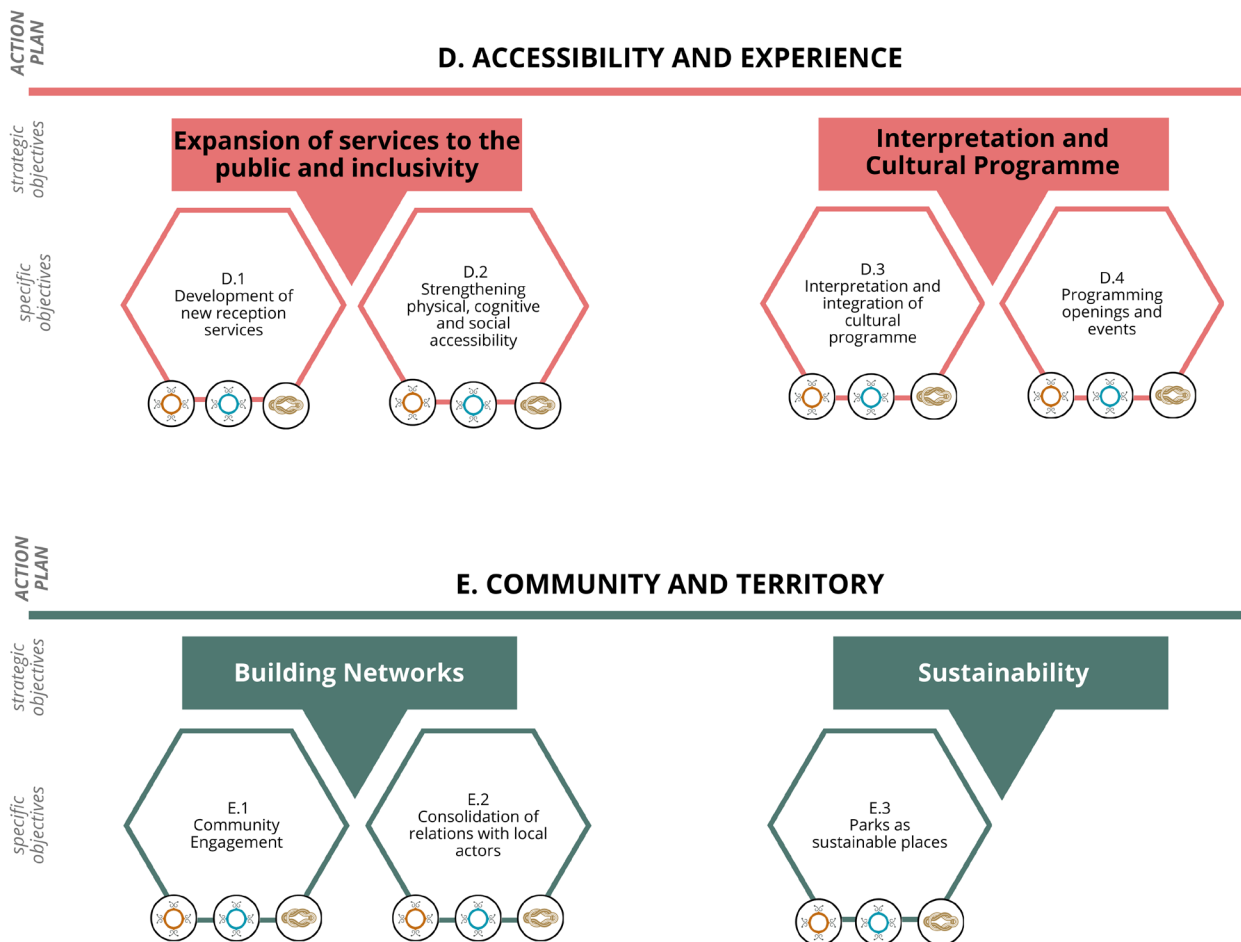 ACTION
PLAN
D. ACCESSIBILITY AND EXPERIENCE
strategic
objectives
Expansion of services to the
public and inclusivity
Interpretation and
Cultural Programme
specific
objectives
D.1
Development of
new reception
services
D.2
Strengthening
physical, cognitive
and social
accessibility
D.3
Interpretation and
integration of
cultural
programme
D.4
Programming
openings and
events
ACTION
PLAN
E. COMMUNITY AND TERRITORY
strategic
objectives
Building Networks
Sustainability
specific
objectives
E.1
Community
Engagement
E.2
Consolidation of
relations with local
actors
E.3
Parks as
sustainable places